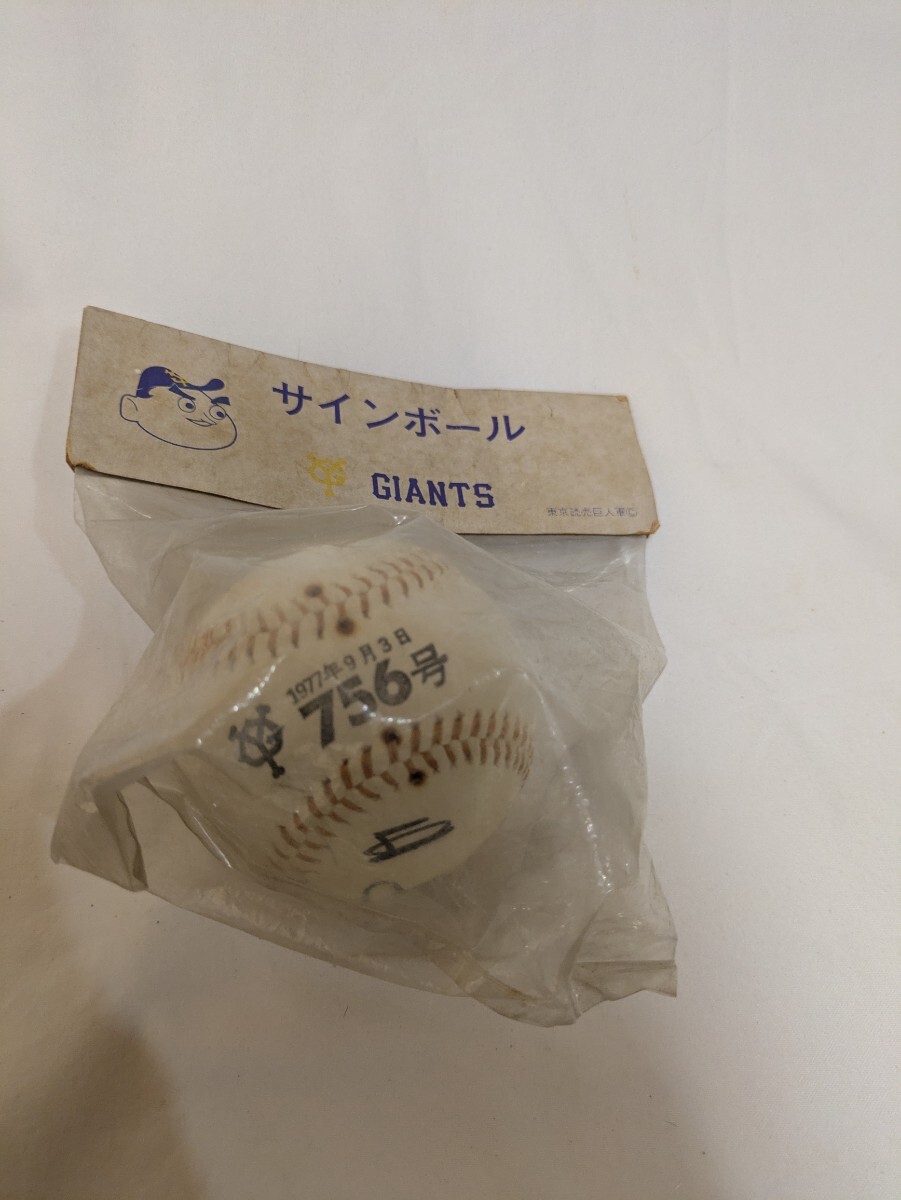 サインボール
GIANTS
東京読売巨人軍©
1977年9月3日
756号